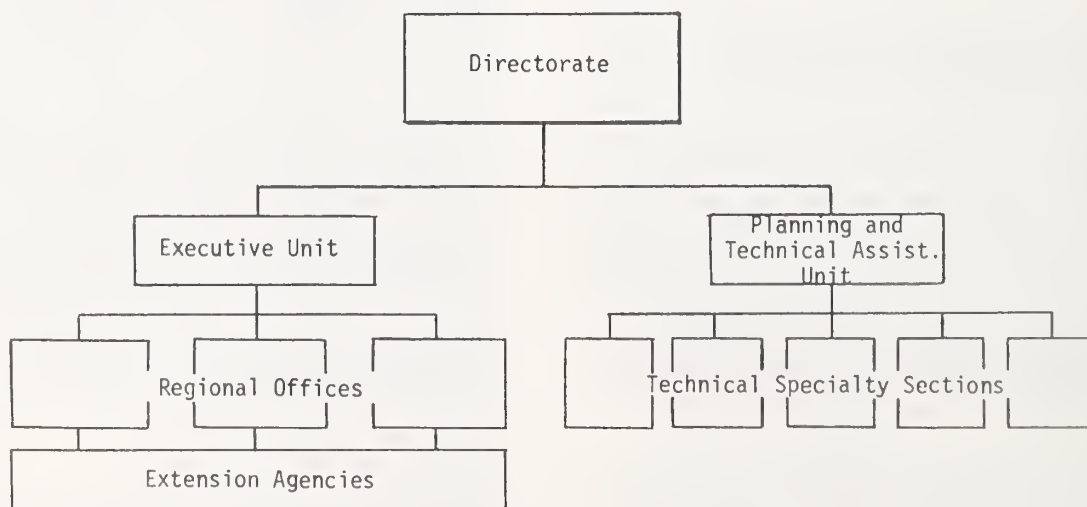 Directorate
Executive Unit
Planning and
Technical Assist.
Unit
Regional Offices
Technical Specialty Sections
Extension Agencies